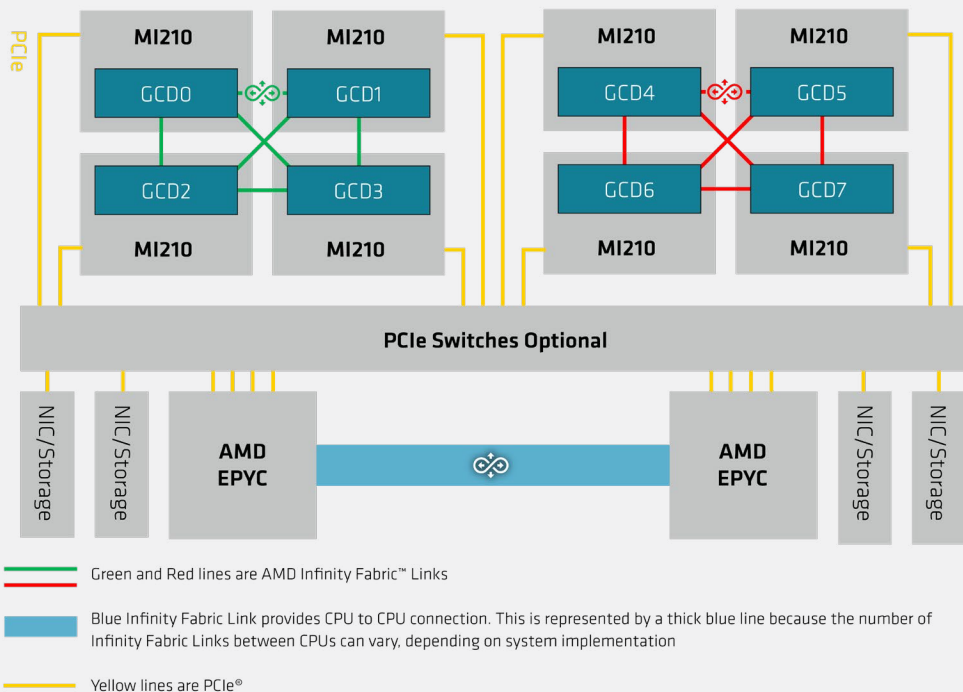 PCIe
MI210 MI210 MI210 MI210
GCD0 GCD1 GCD4 GCD5
GCD2 GCD3 GCD6 GCD7
MI210 MI210 MI210 MI210
PCIe Switches Optional
NIC/Storage
NIC/Storage
AMD
EPYC
AMD
EPYC
NIC/Storage
NIC/Storage
Green and Red lines are AMD Infinity Fabric™ Links
Blue Infinity Fabric Link provides CPU to CPU connection. This is represented by a thick blue line because the number of
Infinity Fabric Links between CPUs can vary, depending on system implementation
Yellow lines are PCIe®